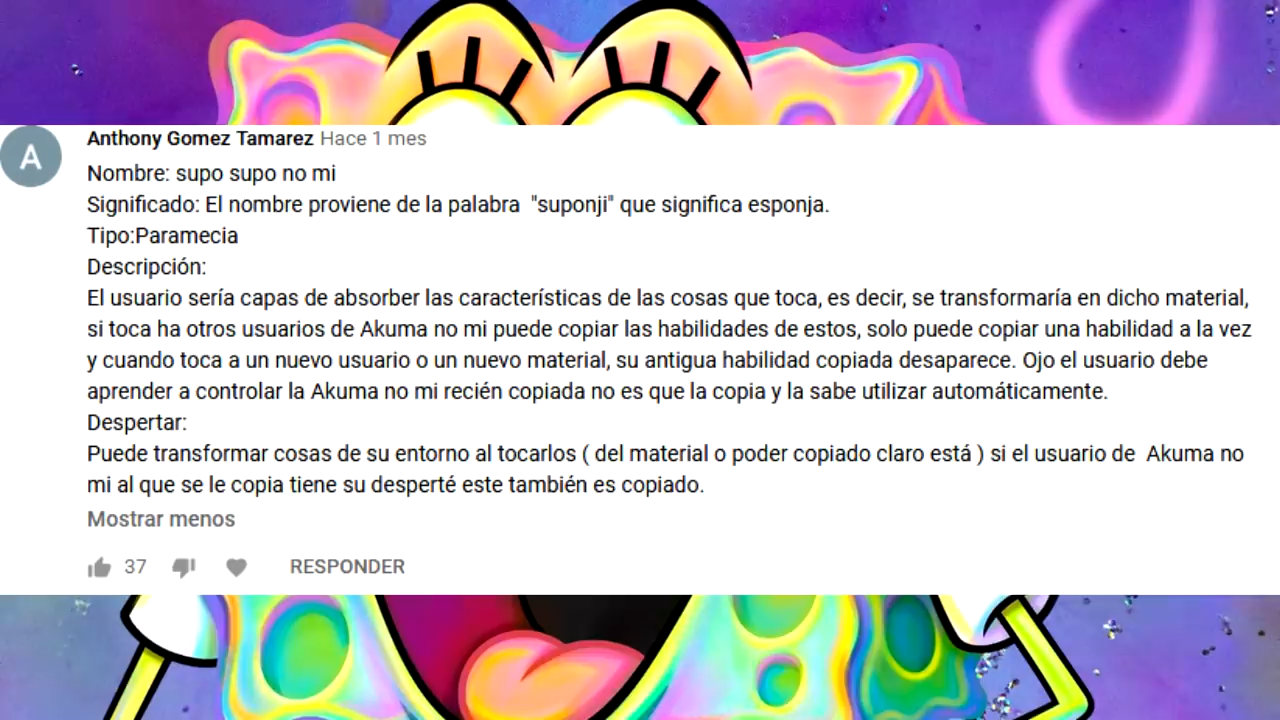 A
Anthony Gomez Tamarez Hace 1 mes
Nombre: supo supo no mi
Significado: El nombre proviene de la palabra "suponji" que significa esponja.
Tipo:Paramecia
Descripción:
El usuario sería capas de absorber las características de las cosas que toca, es decir, se transformaría en dicho material,
si toca ha otros usuarios de Akuma no mi puede copiar las habilidades de estos, solo puede copiar una habilidad a la vez
y cuando toca a un nuevo usuario o un nuevo material, su antigua habilidad copiada desaparece. Ojo el usuario debe
aprender a controlar la Akuma no mi recién copiada no es que la copia y la sabe utilizar automáticamente.
Despertar:
Puede transformar cosas de su entorno al tocarlos ( del material o poder copiado claro está ) si el usuario de Akuma no
mi al que se le copia tiene su desperté este también es copiado.
Mostrar menos
37 RESPONDER